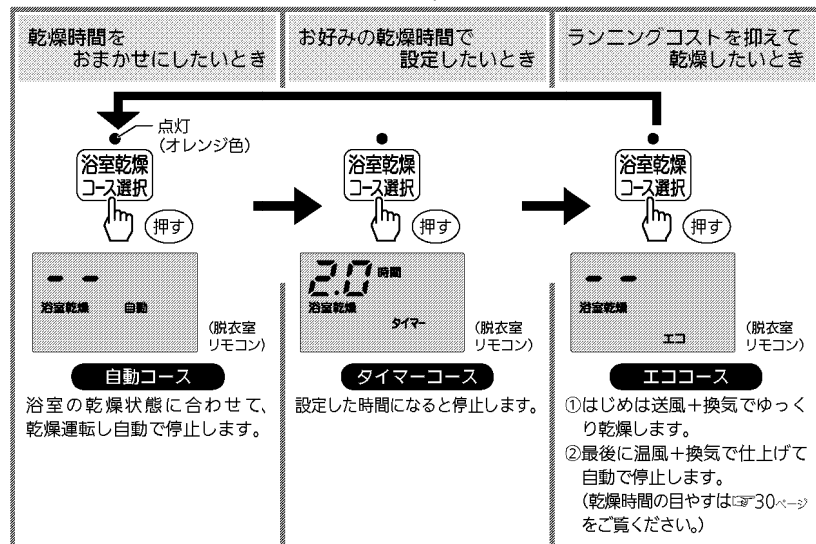 乾燥時間を
おまかせにしたいとき
お好みの乾燥時間で
設定したいとき
ランニングコストを抑えて
乾燥したいとき
点灯
（オレンジ色）
浴室乾燥
コース選択
押す
-- 
浴室乾燥 自動
（脱衣室
リモコン）
自動コース
浴室の乾燥状態に合わせて、
乾燥運転し自動で停止します。
浴室乾燥
コース選択
押す
2.0 時間
浴室乾燥
タイマー
（脱衣室
リモコン）
タイマーコース
設定した時間になると停止します。
浴室乾燥
コース選択
押す
--
浴室乾燥
エコ
（脱衣室
リモコン）
エココース
①はじめは送風＋換気でゆっく
り乾燥します。
②最後に温風＋換気で仕上げて
自動で停止します。
（乾燥時間の目やすは☞30ページ
をご覧ください。）